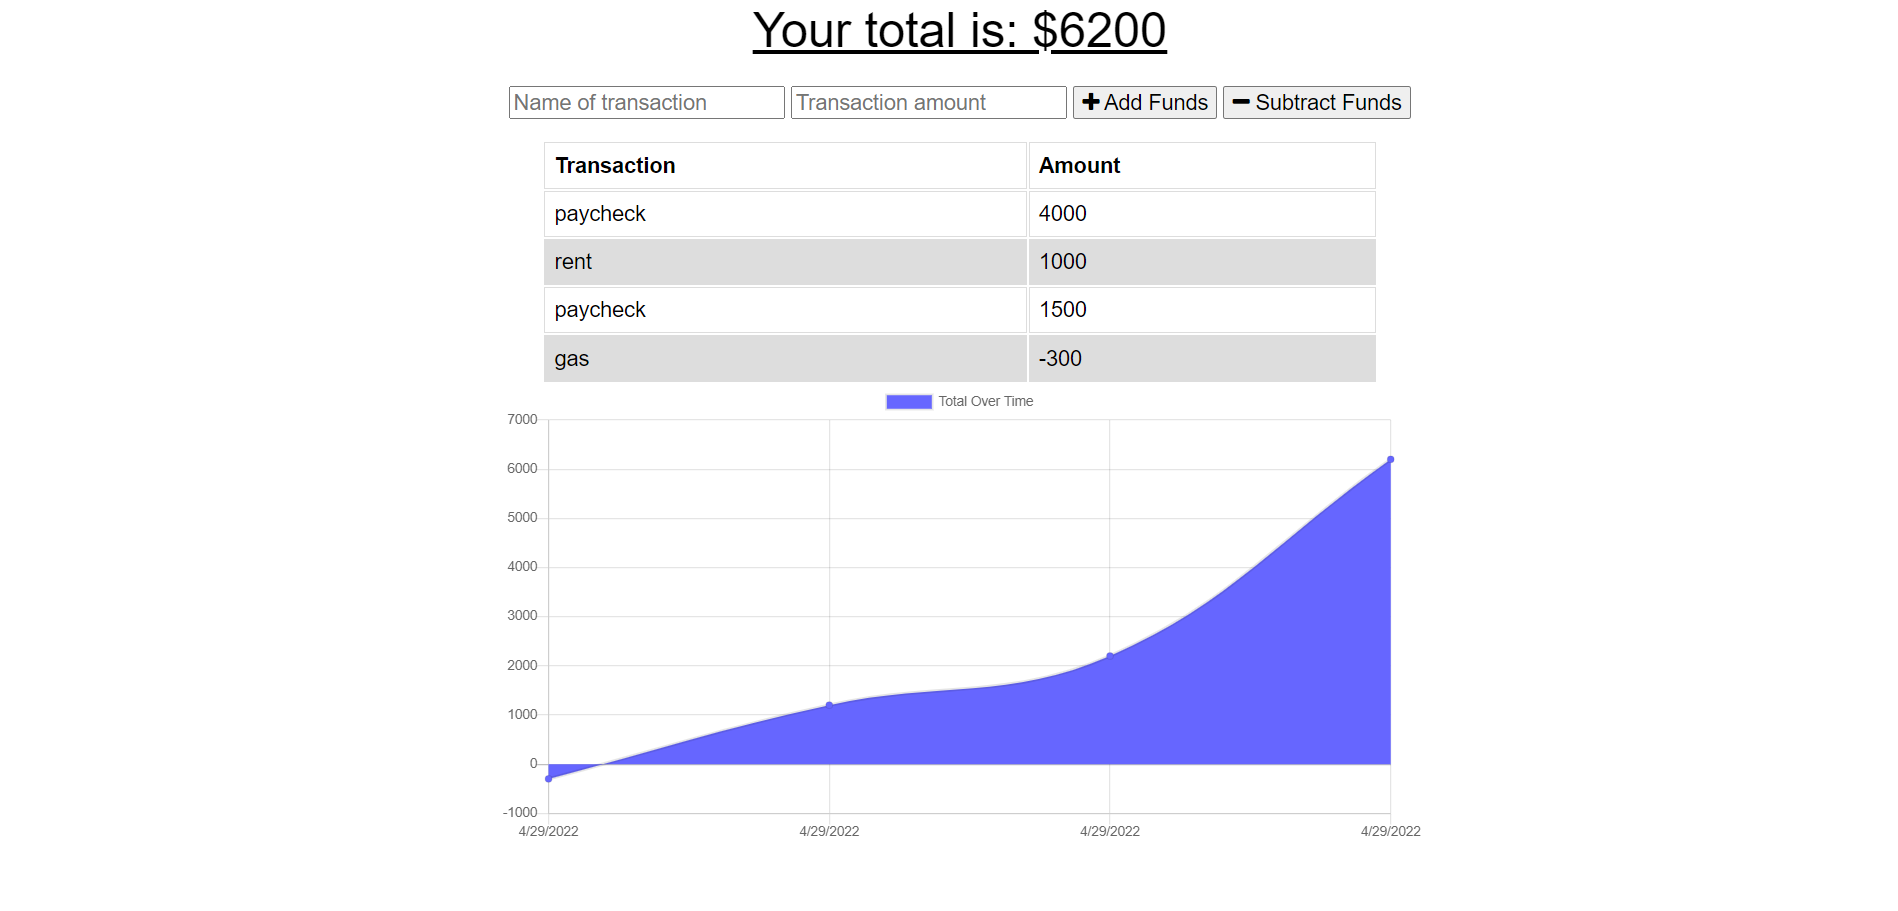 Your total is: $6200
Name of transaction Transaction amount Add Funds Subtract Funds
Transaction Amount
paycheck 4000
rent 1000
paycheck 1500
gas -300
Total Over Time
7000
6000
5000
4000
3000
2000
1000
0
-1000
4/29/2022 4/29/2022 4/29/2022 4/29/2022